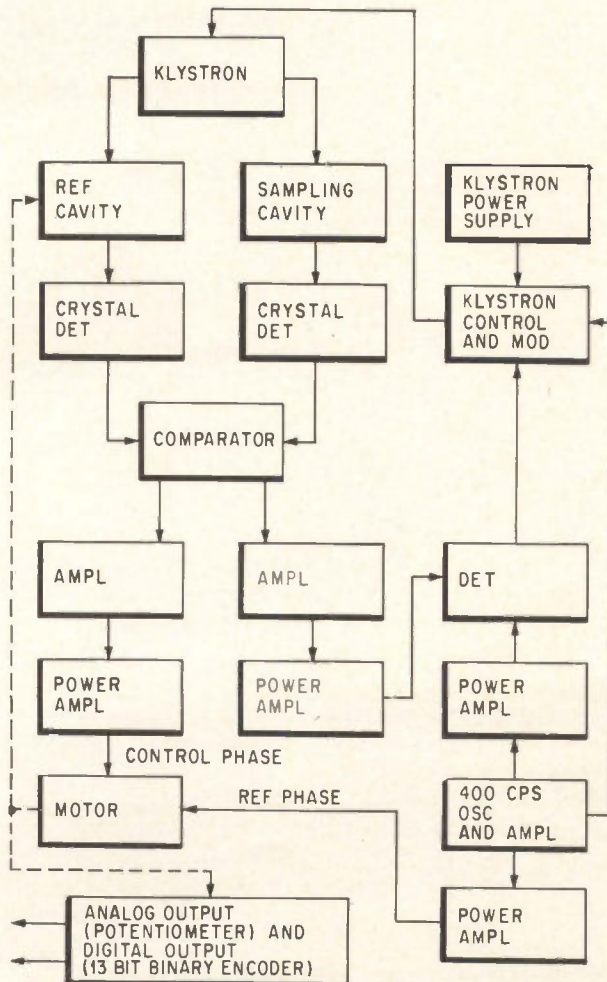 KLYSTRON
REF
CAVITY
SAMPLING
CAVITY
KLYSTRON
POWER
SUPPLY
CRYSTAL
DET
CRYSTAL
DET
KLYSTRON
CONTROL
AND MOD
COMPARATOR
AMPL
AMPL
DET
POWER
AMPL
POWER
AMPL
POWER
AMPL
CONTROL PHASE
MOTOR
REF PHASE
400 CPS
OSC
AND AMPL
ANALOG OUTPUT
(POTENTIOMETER) AND
DIGITAL OUTPUT
(13 BIT BINARY ENCODER)
POWER
AMPL